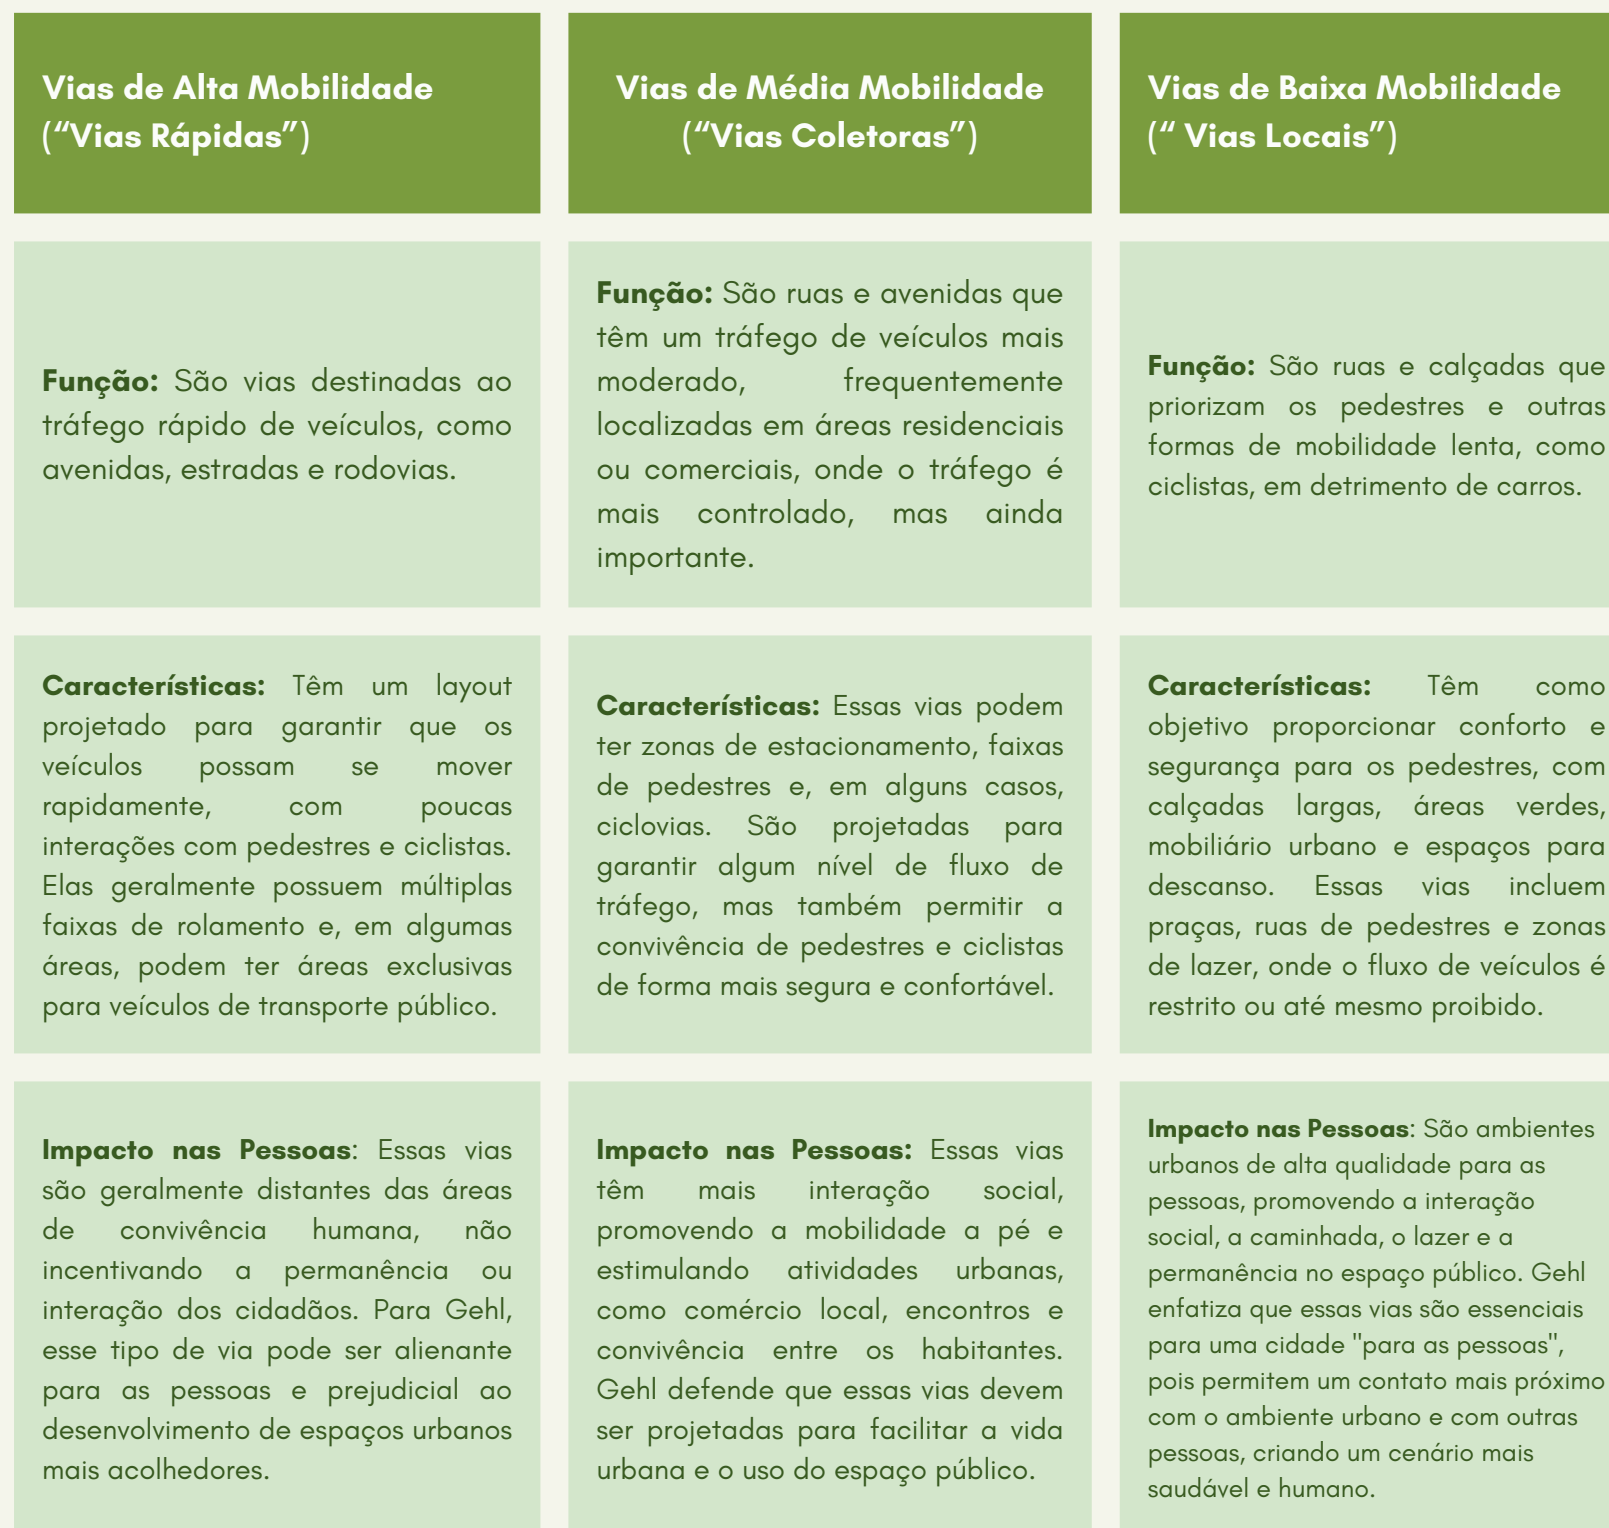 Vias de Alta Mobilidade
(“Vias Rápidas”)
Vias de Média Mobilidade
(“Vias Coletoras”)
Vias de Baixa Mobilidade
(“ Vias Locais”)
Função: São vias destinadas ao
tráfego rápido de veículos, como
avenidas, estradas e rodovias.
Função: São ruas e avenidas que
têm um tráfego de veículos mais
moderado, frequentemente
localizadas em áreas residenciais
ou comerciais, onde o tráfego é
mais controlado, mas ainda
importante.
Função: São ruas e calçadas que
priorizam os pedestres e outras
formas de mobilidade lenta, como
ciclistas, em detrimento de carros.
Características: Têm um layout
projetado para garantir que os
veículos possam se mover
rapidamente, com poucas
interações com pedestres e ciclistas.
Elas geralmente possuem múltiplas
faixas de rolamento e, em algumas
áreas, podem ter áreas exclusivas
para veículos de transporte público.
Características: Essas vias podem
ter zonas de estacionamento, faixas
de pedestres e, em alguns casos,
ciclovias. São projetadas para
garantir algum nível de fluxo de
tráfego, mas também permitir a
convivência de pedestres e ciclistas
de forma mais segura e confortável.
Características: Têm como
objetivo proporcionar conforto e
segurança para os pedestres, com
calçadas largas, áreas verdes,
mobiliário urbano e espaços para
descanso. Essas vias incluem
praças, ruas de pedestres e zonas
de lazer, onde o fluxo de veículos é
restrito ou até mesmo proibido.
Impacto nas Pessoas: Essas vias
são geralmente distantes das áreas
de convivência humana, não
incentivando a permanência ou
interação dos cidadãos. Para Gehl,
esse tipo de via pode ser alienante
para as pessoas e prejudicial ao
desenvolvimento de espaços urbanos
mais acolhedores.
Impacto nas Pessoas: Essas vias
têm mais interação social,
promovendo a mobilidade a pé e
estimulando atividades urbanas,
como comércio local, encontros e
convivência entre os habitantes.
Gehl defende que essas vias devem
ser projetadas para facilitar a vida
urbana e o uso do espaço público.
Impacto nas Pessoas: São ambientes
urbanos de alta qualidade para as
pessoas, promovendo a interação
social, a caminhada, o lazer e a
permanência no espaço público. Gehl
enfatiza que essas vias são essenciais
para uma cidade "para as pessoas",
pois permitem um contato mais próximo
com o ambiente urbano e com outras
pessoas, criando um cenário mais
saudável e humano.